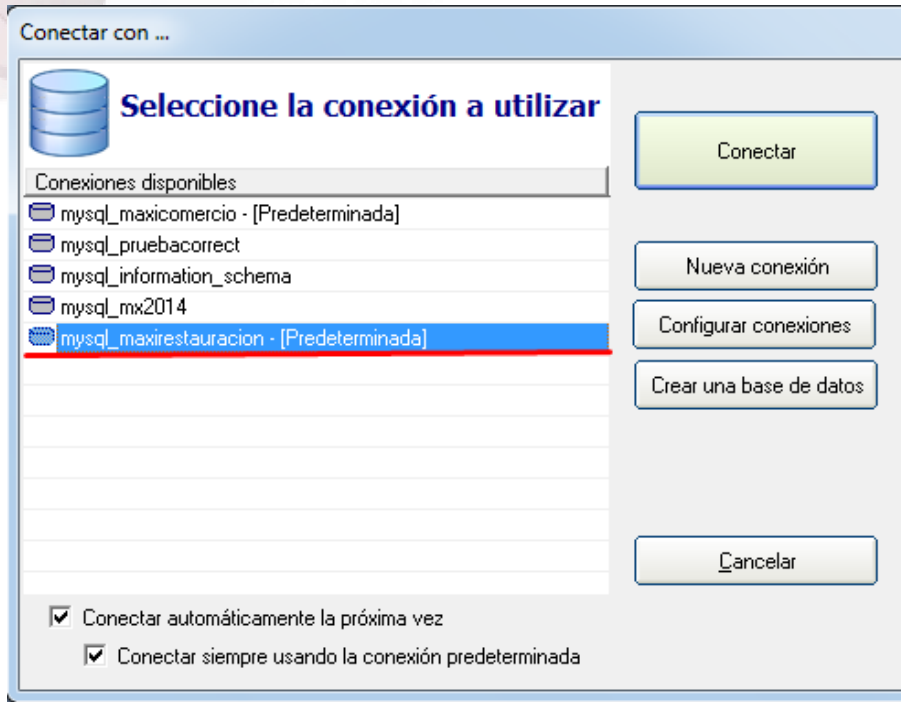 Conectar con ...
Seleccione la conexión a utilizar
Conexiones disponibles
mysql_maxicomercio - [Predeterminada]
mysql_pruebacorrect
mysql_information_schema
mysql_mx2014
mysql_maxirestauracion - [Predeterminada]
Conectar
Nueva conexión
Configurar conexiones
Crear una base de datos
Cancelar
Conectar automáticamente la próxima vez
Conectar siempre usando la conexión predeterminada